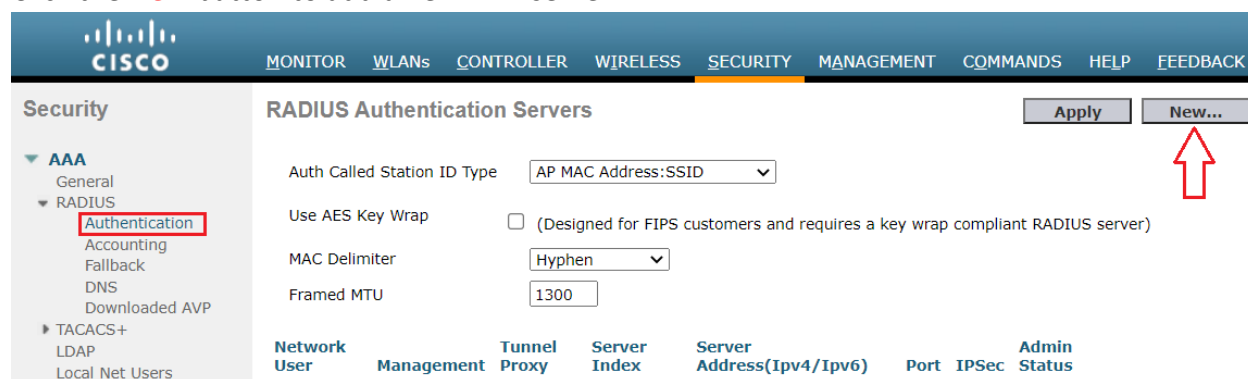 CISCO
MONITOR WLANs CONTROLLER WIRELESS SECURITY MANAGEMENT COMMANDS HELP FEEDBACK
Security
RADIUS Authentication Servers
Apply New...
AAA
General
RADIUS
Authentication
Accounting
Fallback
DNS
Downloaded AVP
TACACS+
LDAP
Local Net Users
Auth Called Station ID Type AP MAC Address:SSID
Use AES Key Wrap (Designed for FIPS customers and requires a key wrap compliant RADIUS server)
MAC Delimiter Hyphen
Framed MTU 1300
Network User Management Tunnel Proxy Server Index Server Address(Ipv4/Ipv6) Port IPSec Admin Status